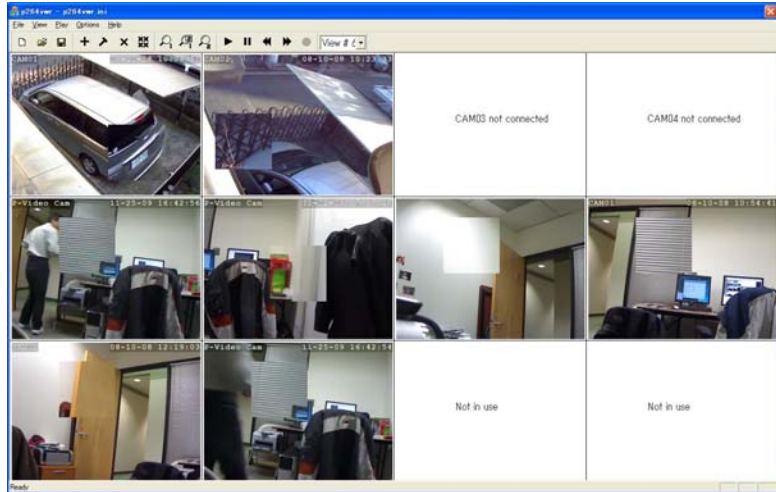 p264vwr - p264vwr.ini
File View Play Options Help
View # 6
CAM01
CAM02 08-10-08 10:23:
CAM03 not connected
CAM04 not connected
P-Video Cam 11-25-09 16:42:56
P-Video Cam
CAM01 08-10-08 10:54:41
08-10-08 12:19:03
P-Video Cam 11-25-09 16:42:54
Not in use
Not in use
Ready